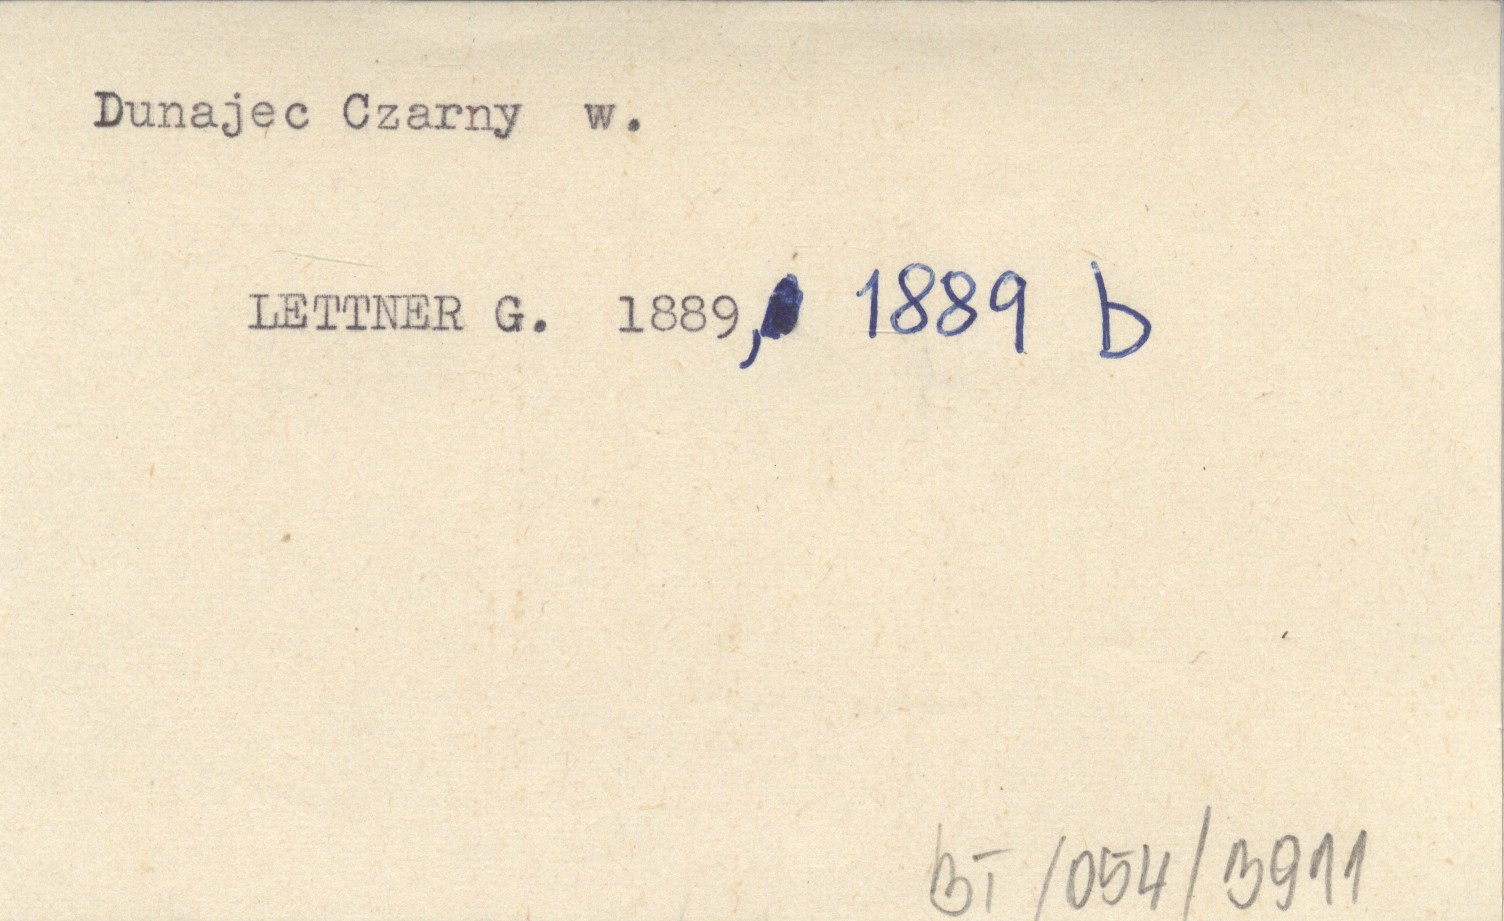 Dunajec Czarny w.
LETTNER G. 1889, 1889 b
BT/054/3911